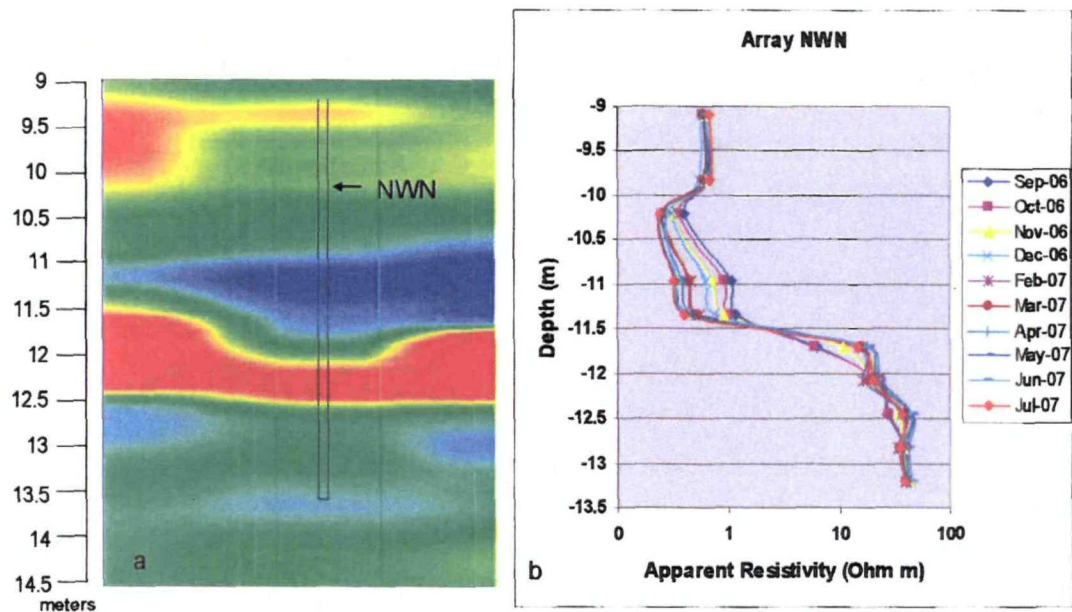 9
9.5
10
10.5
11
11.5
12
12.5
13
13.5
14
14.5
meters
NWN
a
Array NWN
Depth (m)
-9
-9.5
-10
-10.5
-11
-11.5
-12
-12.5
-13
-13.5
0
1
10
100
Apparent Resistivity (Ohm m)
b
Sep-06
Oct-06
Nov-06
Dec-06
Feb-07
Mar-07
Apr-07
May-07
Jun-07
Jul-07